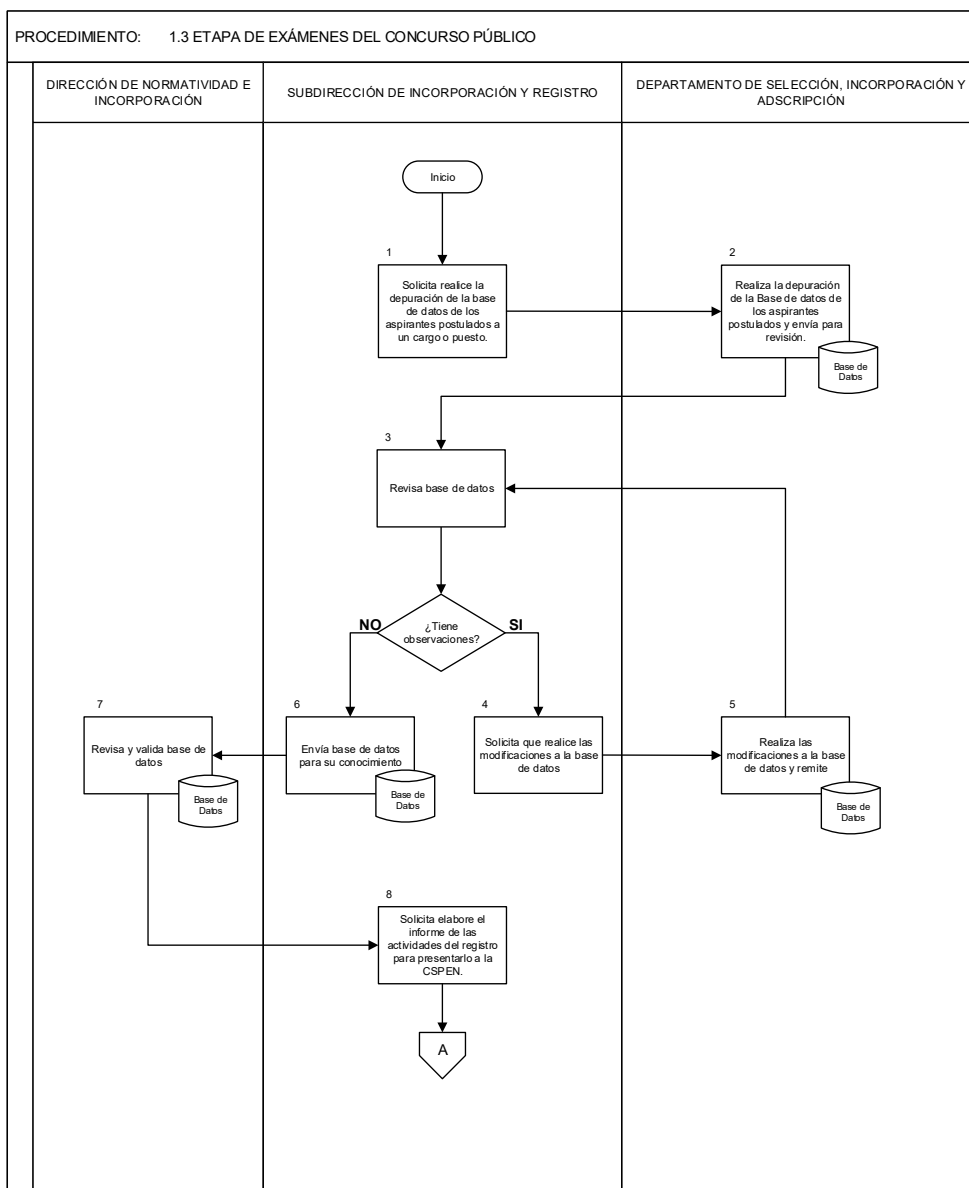 PROCEDIMIENTO: 1.3 ETAPA DE EXÁMENES DEL CONCURSO PÚBLICO
DIRECCIÓN DE NORMATIVIDAD E
INCORPORACIÓN
SUBDIRECCIÓN DE INCORPORACIÓN Y REGISTRO
DEPARTAMENTO DE SELECCIÓN, INCORPORACIÓN Y
ADSCRIPCIÓN
Inicio
1
Solicita realice la
depuración de la base
de datos de los
aspirantes postulados a
un cargo o puesto.
2
Realiza la depuración
de la Base de datos de
los aspirantes
postulados y envía para
revisión.
Base de
Datos
3
Revisa base de datos
¿Tiene
observaciones?
NO
SI
7
Revisa y valida base de
datos
Base de
Datos
6
Envía base de datos
para su conocimiento
Base de
Datos
4
Solicita que realice las
modificaciones a la base
de datos
5
Realiza las
modificaciones a la base
de datos y remite
Base de
Datos
8
Solicita elabore el
informe de las
actividades del registro
para presentarlo a la
CSPEN.
A